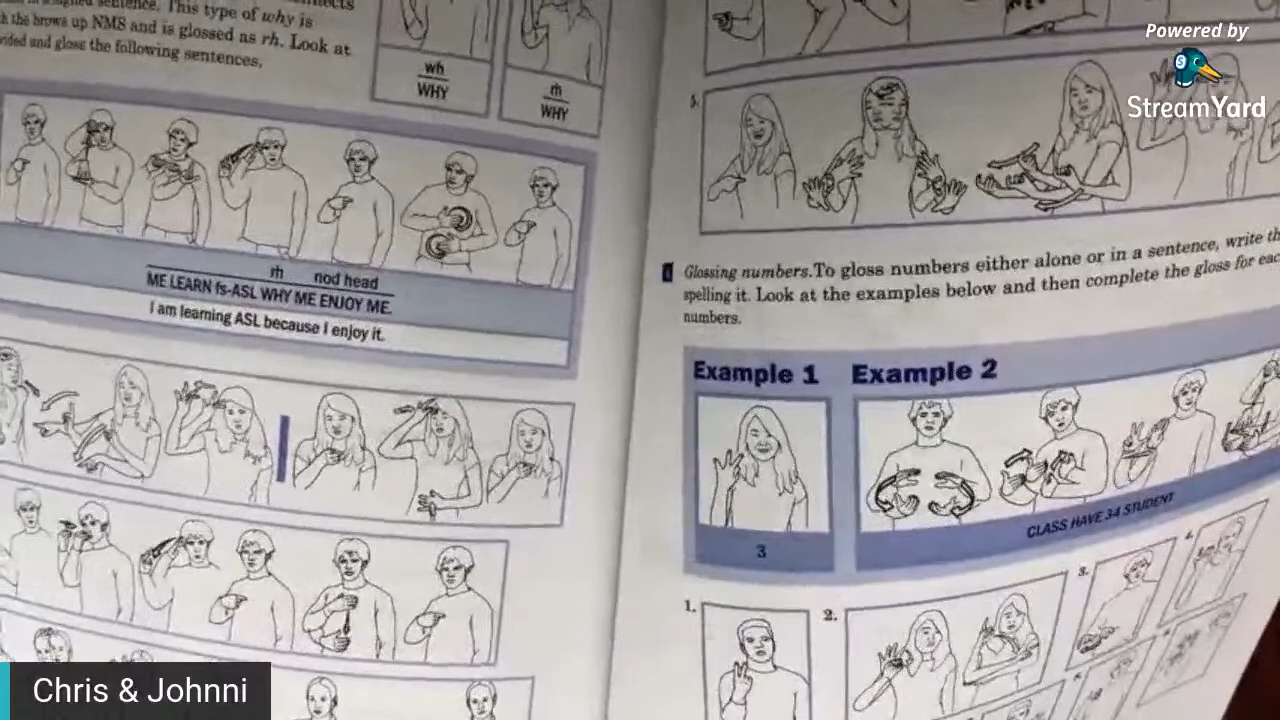 signed sentence. This type of why is
the brows up NMS and is glossed as rh. Look at
and gloss the following sentences.
wh
WHY
rh
WHY
rh nod head
ME LEARN fs-ASL WHY ME ENJOY ME.
I am learning ASL because I enjoy it.
5.
Glossing numbers. To gloss numbers either alone or in a sentence, write
spelling it. Look at the examples below and then complete the gloss for
numbers.
Example 1 Example 2
3
CLASS HAVE 34 STUDENT
1.
2.
3.
4.
Powered by
StreamYard
Chris & Johnni